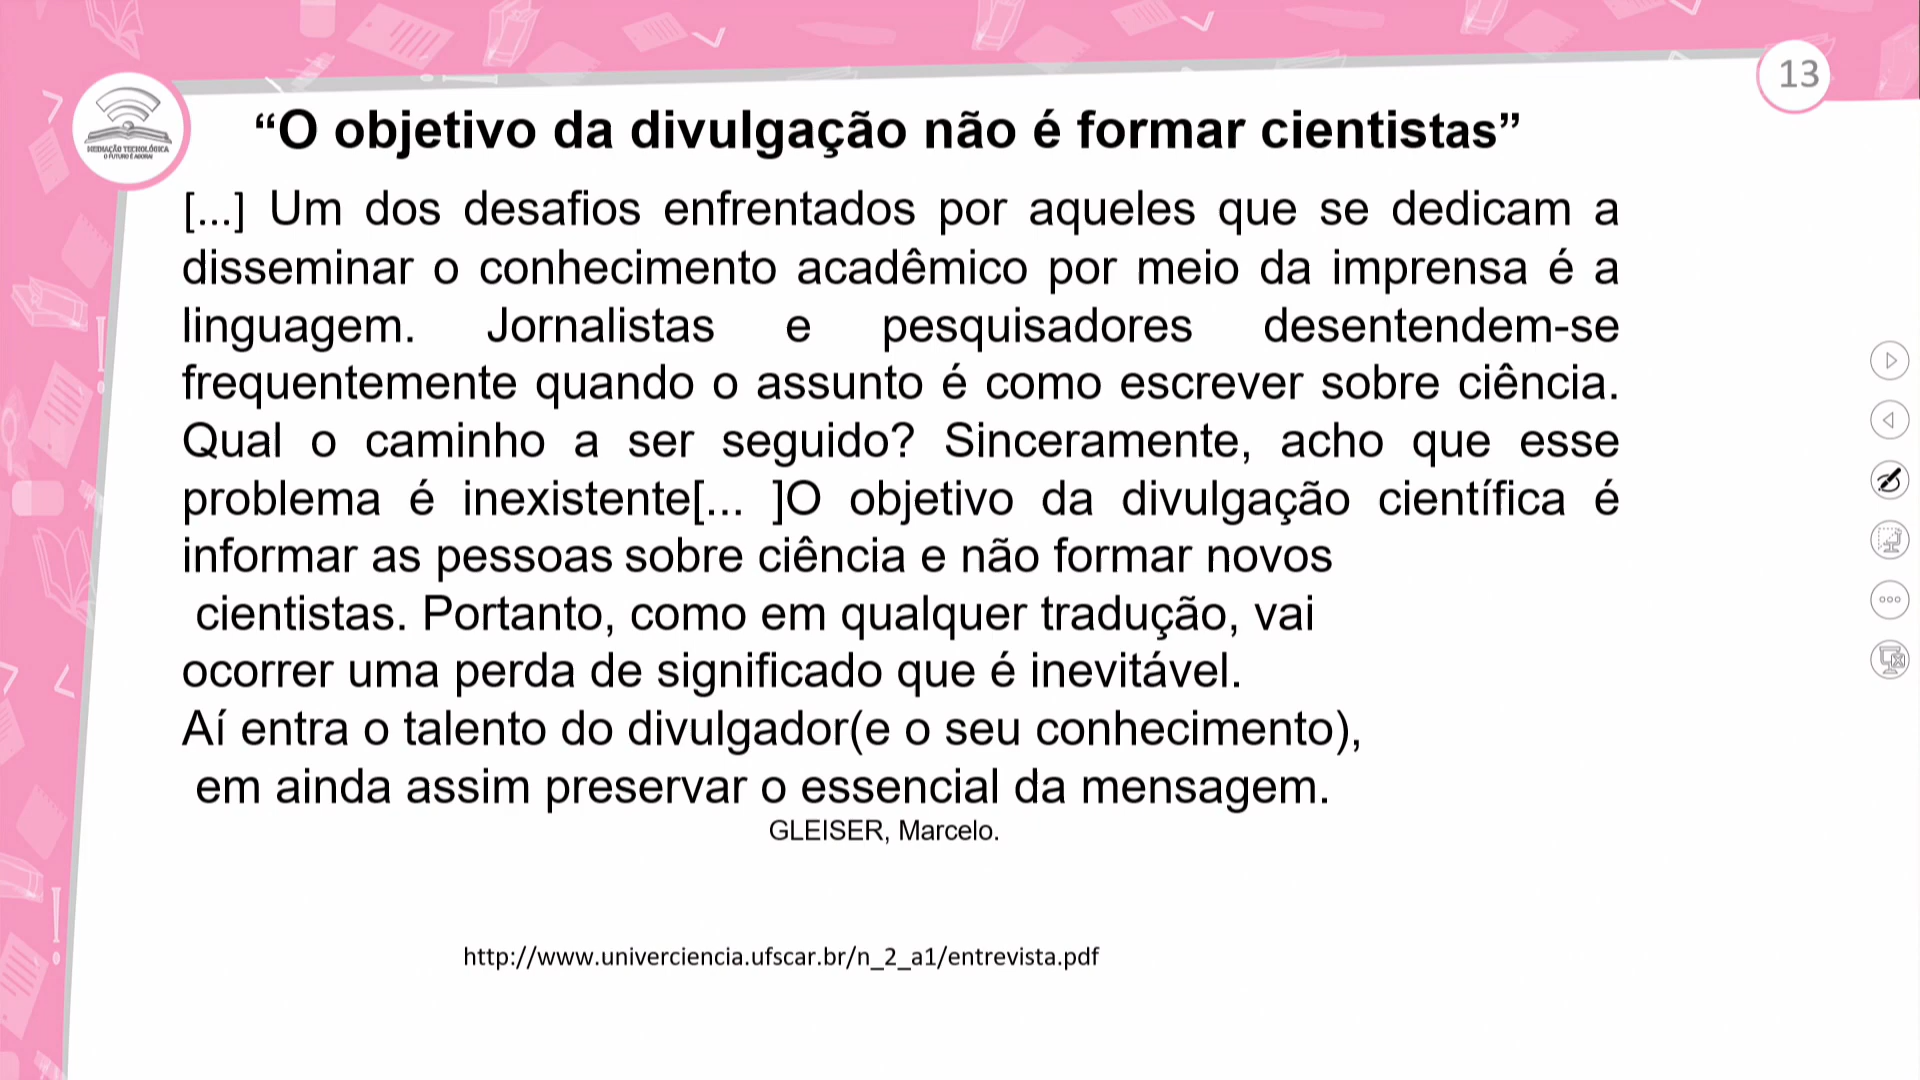 13
MEDIAÇÃO TECNOLÓGICA
O FUTURO É AGORA!
“O objetivo da divulgação não é formar cientistas”
[...] Um dos desafios enfrentados por aqueles que se dedicam a
disseminar o conhecimento acadêmico por meio da imprensa é a
linguagem. Jornalistas e pesquisadores desentendem-se
frequentemente quando o assunto é como escrever sobre ciência.
Qual o caminho a ser seguido? Sinceramente, acho que esse
problema é inexistente[... ]O objetivo da divulgação científica é
informar as pessoas sobre ciência e não formar novos
cientistas. Portanto, como em qualquer tradução, vai
ocorrer uma perda de significado que é inevitável.
Aí entra o talento do divulgador(e o seu conhecimento),
em ainda assim preservar o essencial da mensagem.
GLEISER, Marcelo.
http://www.univerciencia.ufscar.br/n_2_a1/entrevista.pdf